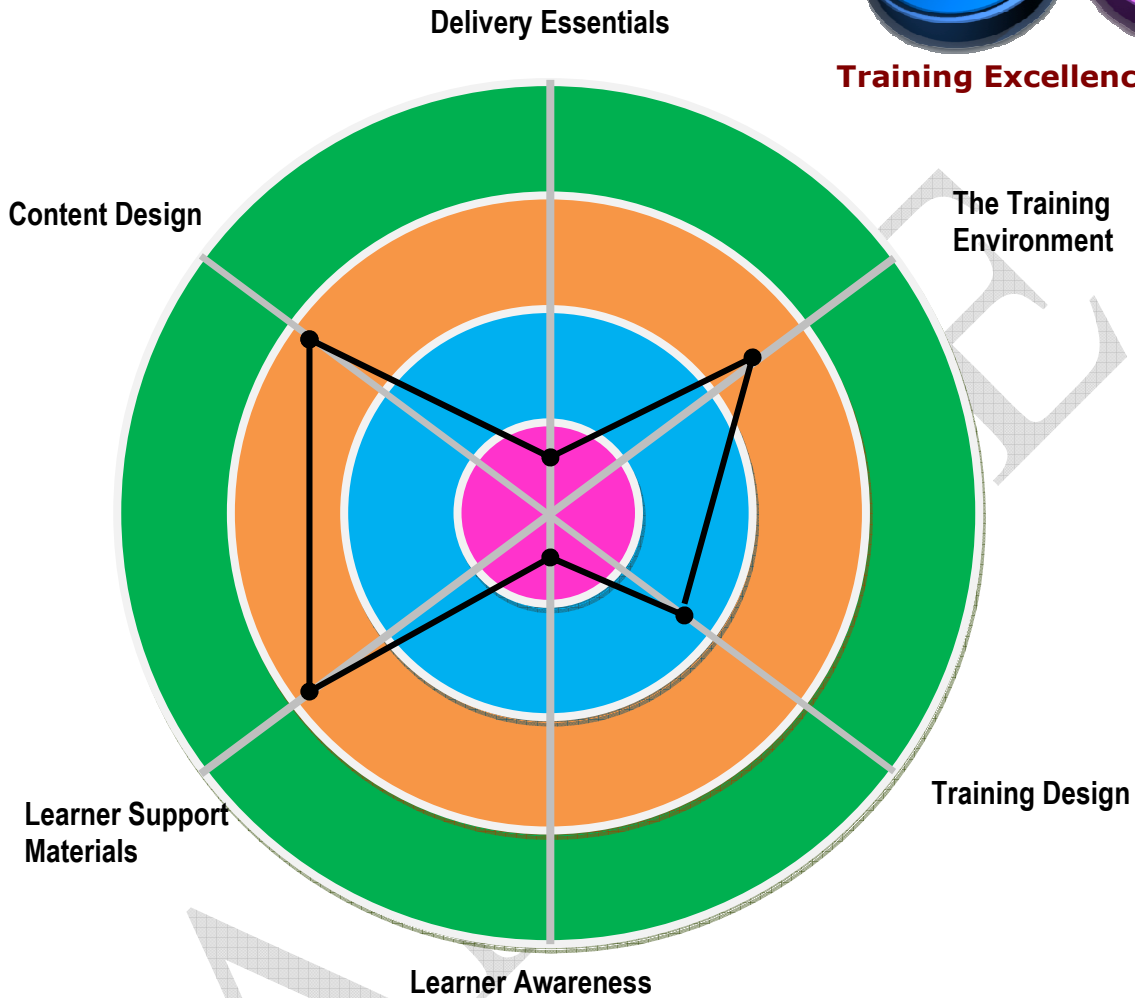 Delivery Essentials
Training Excellenc
Content Design
The Training
Environment
Training Design
Learner Support
Materials
Learner Awareness